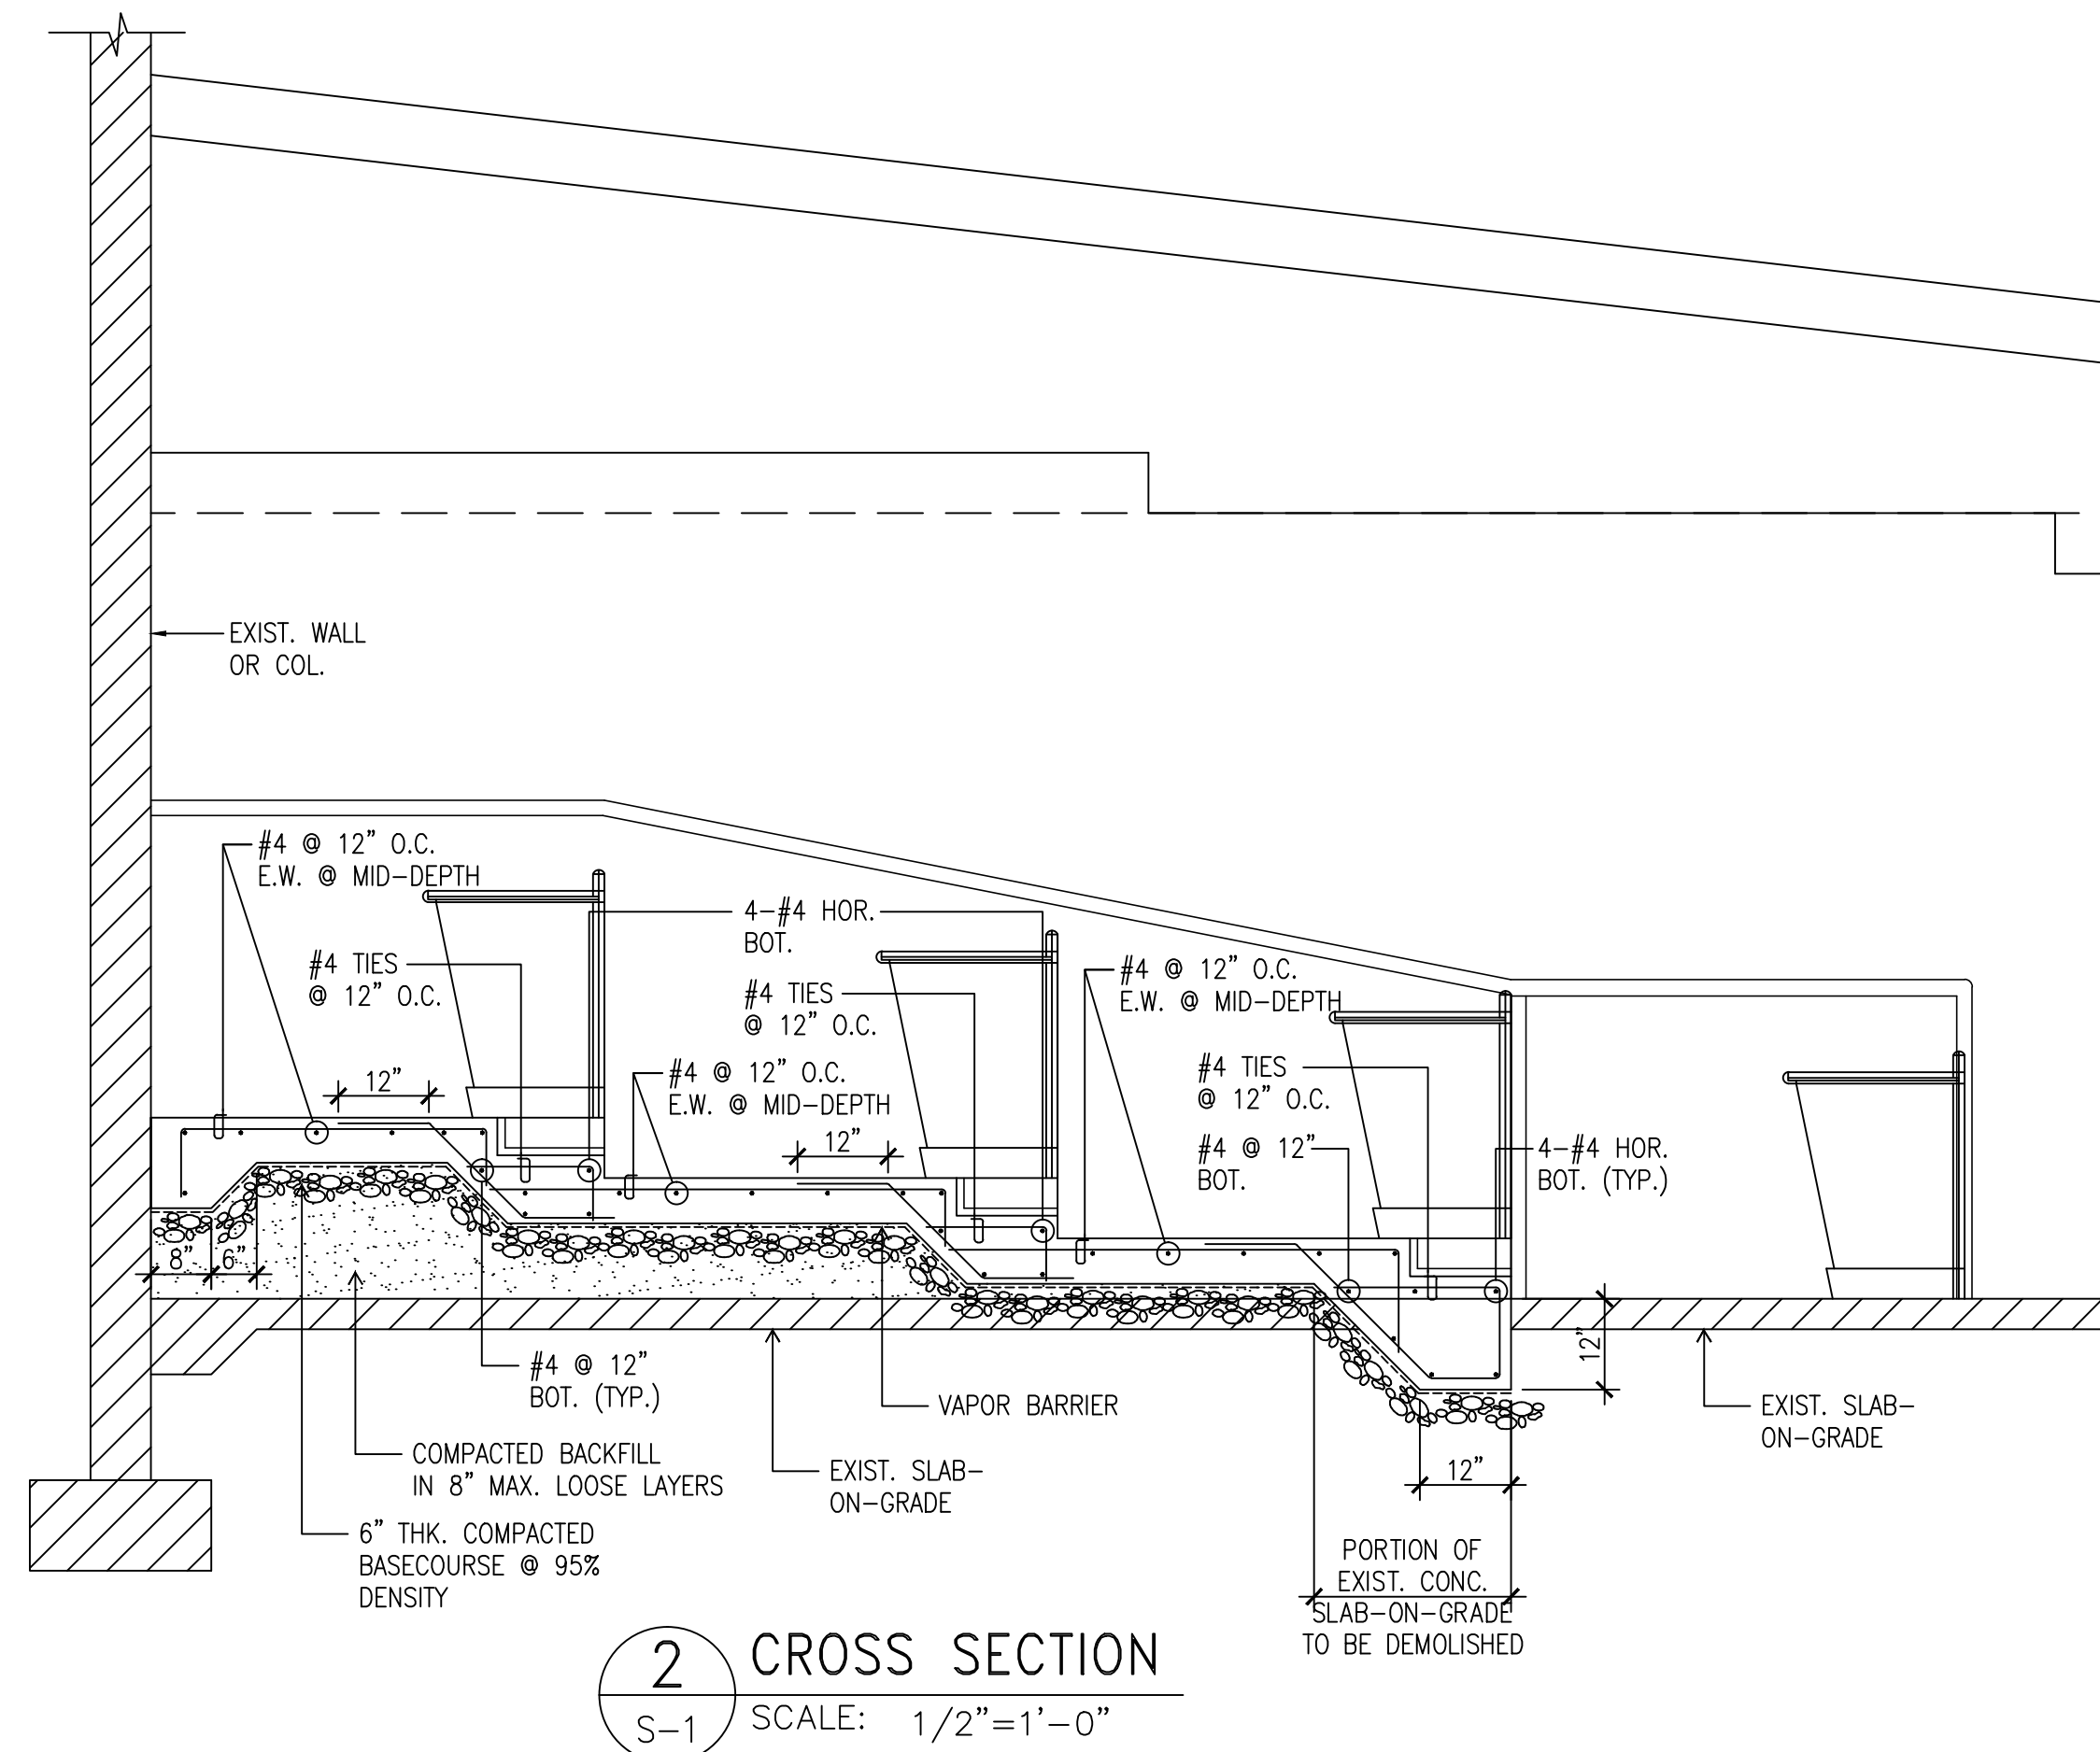 EXIST. WALL
OR COL.
#4 @ 12" O.C.
E.W. @ MID-DEPTH
4-#4 HOR.
BOT.
#4 TIES
@ 12" O.C.
#4 TIES
@ 12" O.C.
#4 @ 12" O.C.
E.W. @ MID-DEPTH
12"
#4 @ 12" O.C.
E.W. @ MID-DEPTH
#4 TIES
@ 12" O.C.
12"
#4 @ 12"
BOT.
4-#4 HOR.
BOT. (TYP.)
8"
6"
12"
#4 @ 12"
BOT. (TYP.)
VAPOR BARRIER
EXIST. SLAB-
ON-GRADE
COMPACTED BACKFILL
IN 8" MAX. LOOSE LAYERS
EXIST. SLAB-
ON-GRADE
12"
6" THK. COMPACTED
BASECOURSE @ 95%
DENSITY
PORTION OF
EXIST. CONC.
SLAB-ON-GRADE
TO BE DEMOLISHED
2
CROSS SECTION
S-1
SCALE: 1/2"=1'-0"